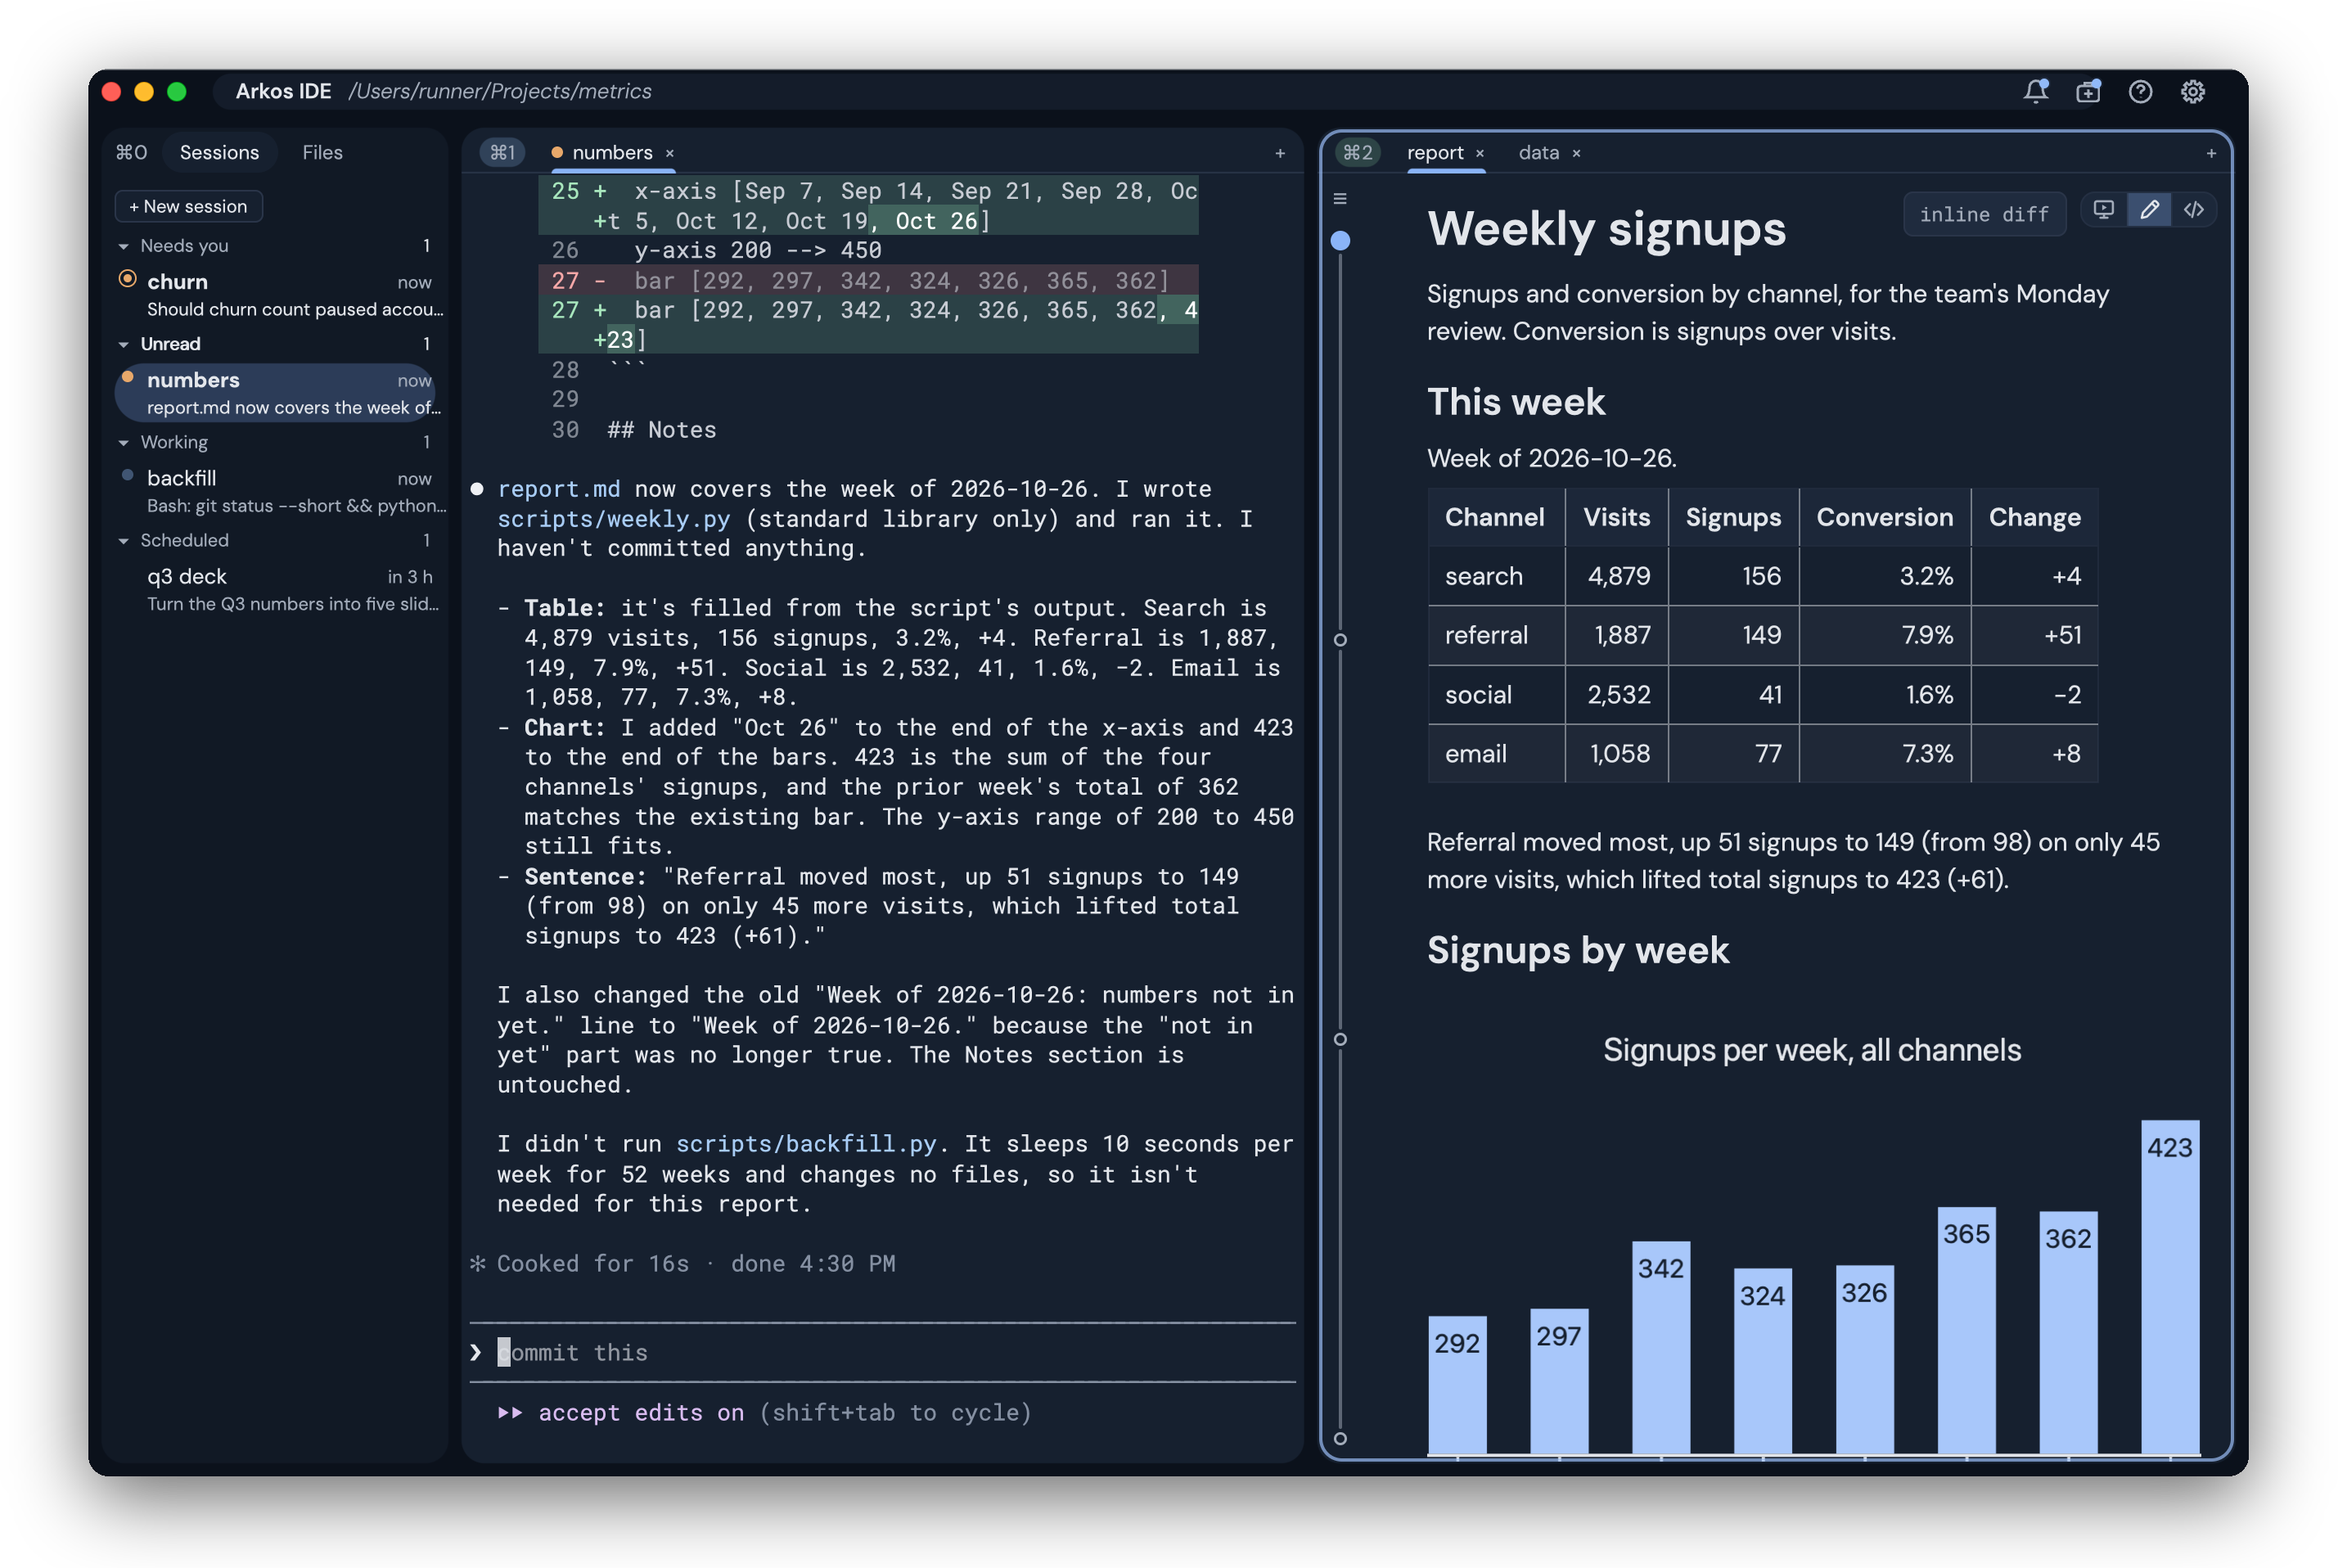 Arkos IDE /Users/runner/Projects/metrics
⌘0 Sessions Files
+ New session
Needs you 1
churn now
Should churn count paused accou...
Unread 1
numbers now
report.md now covers the week of...
Working 1
backfill now
Bash: git status --short && python...
Scheduled 1
q3 deck in 3 h
Turn the Q3 numbers into five slid...
⌘1 numbers × +
25 + x-axis [Sep 7, Sep 14, Sep 21, Sep 28, Oc
+t 5, Oct 12, Oct 19, Oct 26]
26 y-axis 200 --> 450
27 - bar [292, 297, 342, 324, 326, 365, 362]
27 + bar [292, 297, 342, 324, 326, 365, 362, 4
+23]
28 ```
29
30 ## Notes
report.md now covers the week of 2026-10-26. I wrote
scripts/weekly.py (standard library only) and ran it. I
haven't committed anything.
- Table: it's filled from the script's output. Search is
4,879 visits, 156 signups, 3.2%, +4. Referral is 1,887,
149, 7.9%, +51. Social is 2,532, 41, 1.6%, -2. Email is
1,058, 77, 7.3%, +8.
- Chart: I added "Oct 26" to the end of the x-axis and 423
to the end of the bars. 423 is the sum of the four
channels' signups, and the prior week's total of 362
matches the existing bar. The y-axis range of 200 to 450
still fits.
- Sentence: "Referral moved most, up 51 signups to 149
(from 98) on only 45 more visits, which lifted total
signups to 423 (+61)."
I also changed the old "Week of 2026-10-26: numbers not in
yet." line to "Week of 2026-10-26." because the "not in
yet" part was no longer true. The Notes section is
untouched.
I didn't run scripts/backfill.py. It sleeps 10 seconds per
week for 52 weeks and changes no files, so it isn't
needed for this report.
✻ Cooked for 16s · done 4:30 PM
❯ commit this
▶▶ accept edits on (shift+tab to cycle)
⌘2 report × data × +
inline diff
Weekly signups
Signups and conversion by channel, for the team's Monday
review. Conversion is signups over visits.
This week
Week of 2026-10-26.
Channel Visits Signups Conversion Change
search 4,879 156 3.2% +4
referral 1,887 149 7.9% +51
social 2,532 41 1.6% -2
email 1,058 77 7.3% +8
Referral moved most, up 51 signups to 149 (from 98) on only 45
more visits, which lifted total signups to 423 (+61).
Signups by week
Signups per week, all channels
292 297 342 324 326 365 362 423